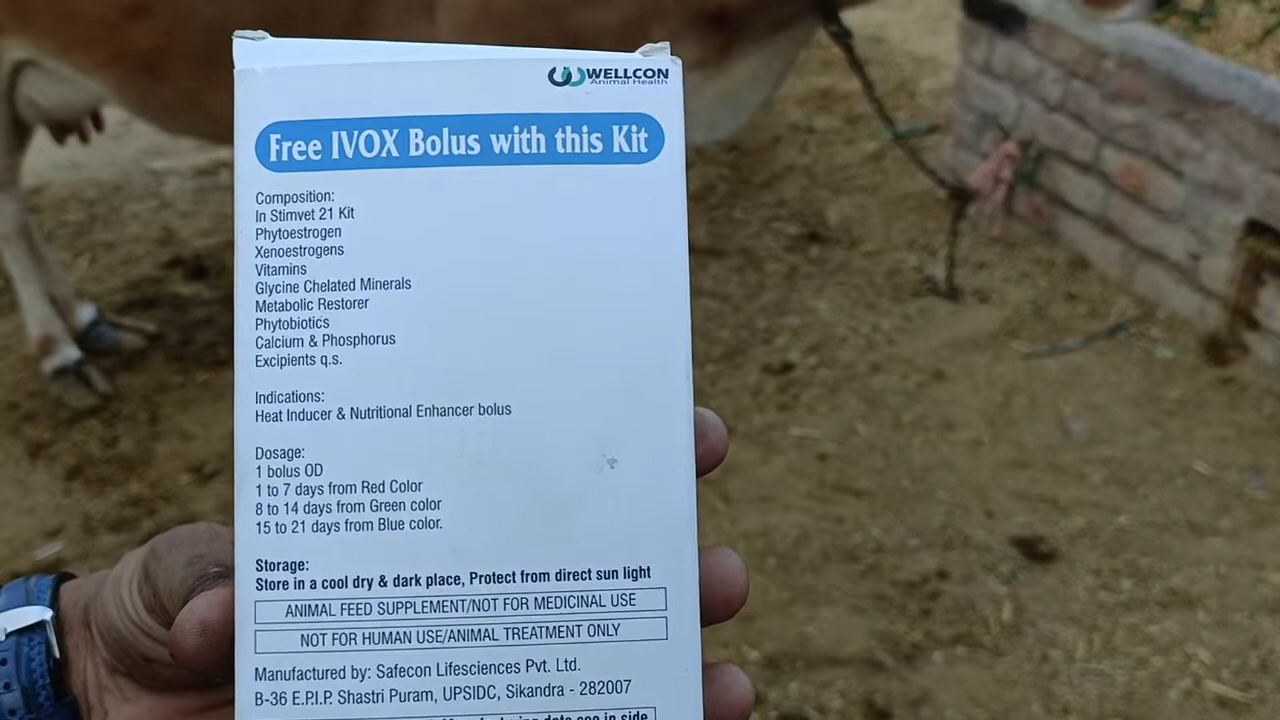 WELLCON
Animal Health
Free IVOX Bolus with this Kit
Composition:
In Stimvet 21 Kit
Phytoestrogen
Xenoestrogens
Vitamins
Glycine Chelated Minerals
Metabolic Restorer
Phytobiotics
Calcium & Phosphorus
Excipients q.s.
Indications:
Heat Inducer & Nutritional Enhancer bolus
Dosage:
1 bolus OD
1 to 7 days from Red Color
8 to 14 days from Green color
15 to 21 days from Blue color.
Storage:
Store in a cool dry & dark place, Protect from direct sun light
ANIMAL FEED SUPPLEMENT/NOT FOR MEDICINAL USE
NOT FOR HUMAN USE/ANIMAL TREATMENT ONLY
Manufactured by: Safecon Lifesciences Pvt. Ltd.
B-36 E.P.I.P. Shastri Puram, UPSIDC, Sikandra - 282007
date see in side